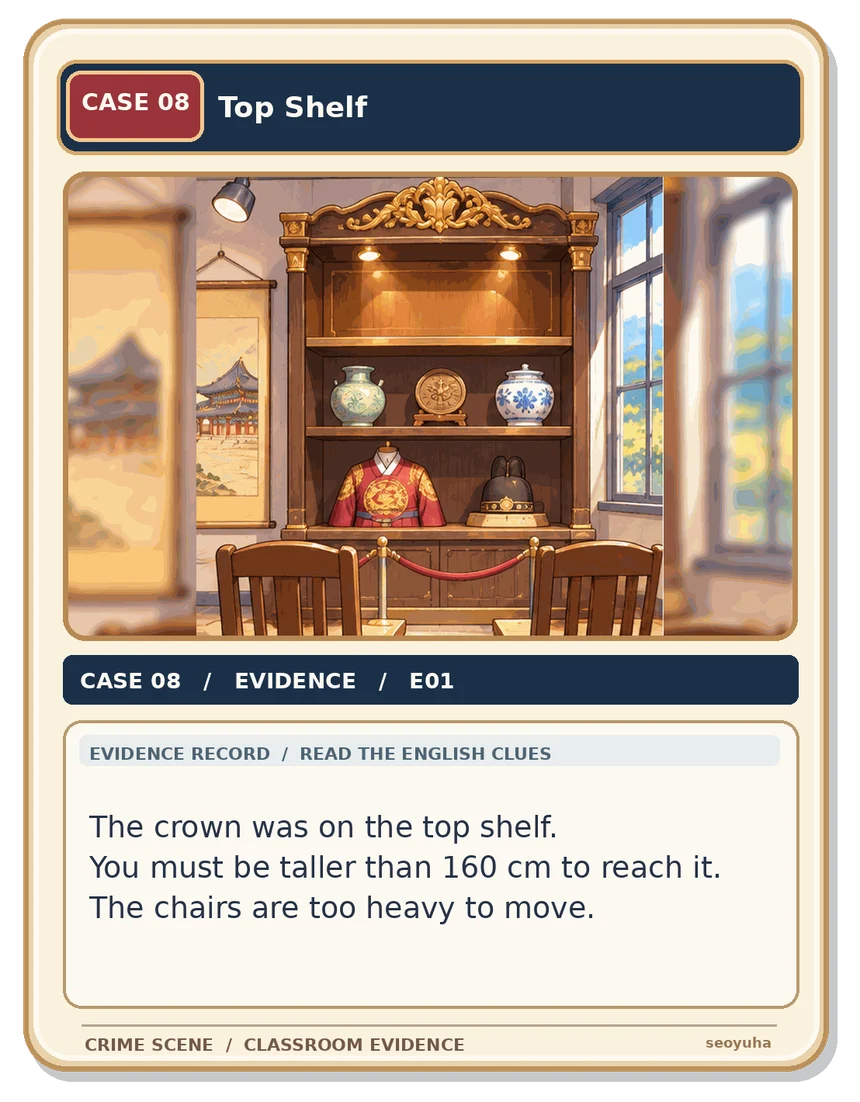 CASE 08 Top Shelf
CASE 08 / EVIDENCE / E01
EVIDENCE RECORD / READ THE ENGLISH CLUES
The crown was on the top shelf.
You must be taller than 160 cm to reach it.
The chairs are too heavy to move.
CRIME SCENE / CLASSROOM EVIDENCE seoyuha